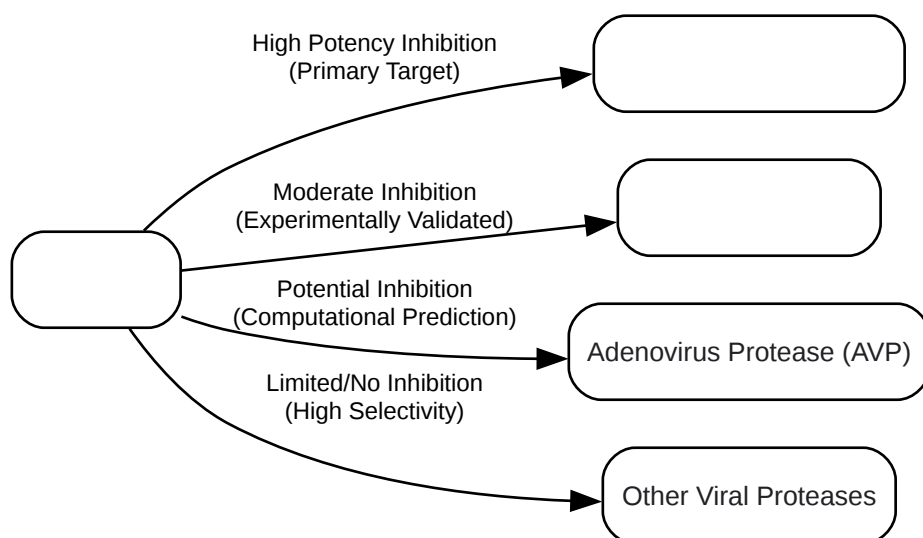 High Potency Inhibition
(Primary Target)
Moderate Inhibition
(Experimentally Validated)
Potential Inhibition
(Computational Prediction)
Adenovirus Protease (AVP)
Limited/No Inhibition
(High Selectivity)
Other Viral Proteases